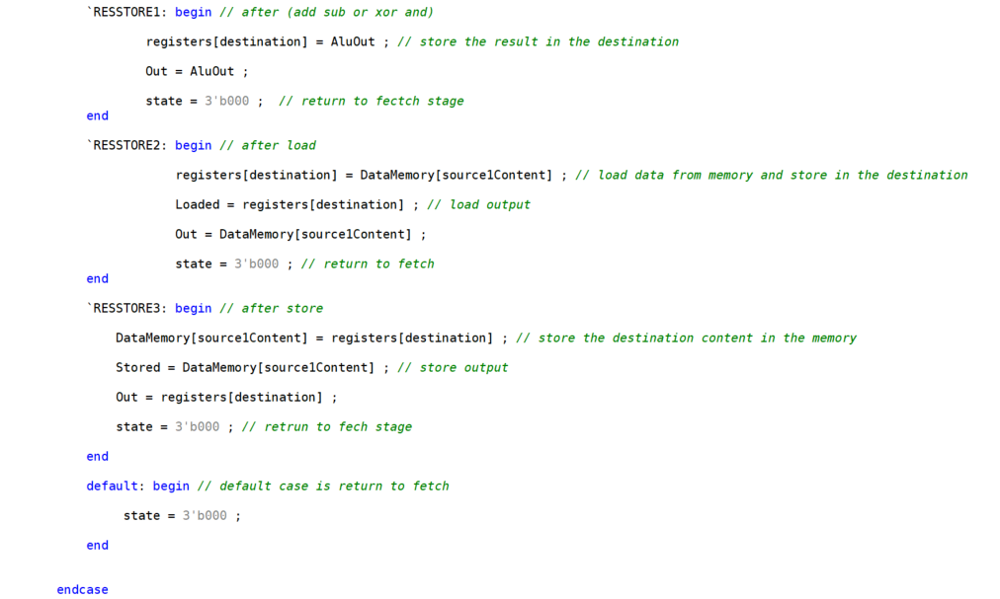 `RESSTORE1: begin // after (add sub or xor and)
registers[destination] = AluOut ; // store the result in the destination
Out = AluOut ;
state = 3'b000 ;  // return to fectch stage
end
`RESSTORE2: begin // after load
registers[destination] = DataMemory[source1Content] ; // load data from memory and store in the destination
Loaded = registers[destination] ; // load output
Out = DataMemory[source1Content] ;
state = 3'b000 ; // return to fetch
end
`RESSTORE3: begin // after store
DataMemory[source1Content] = registers[destination] ; // store the destination content in the memory
Stored = DataMemory[source1Content] ; // store output
Out = registers[destination] ;
state = 3'b000 ; // retrun to fech stage
end
default: begin // default case is return to fetch
state = 3'b000 ;
end
endcase